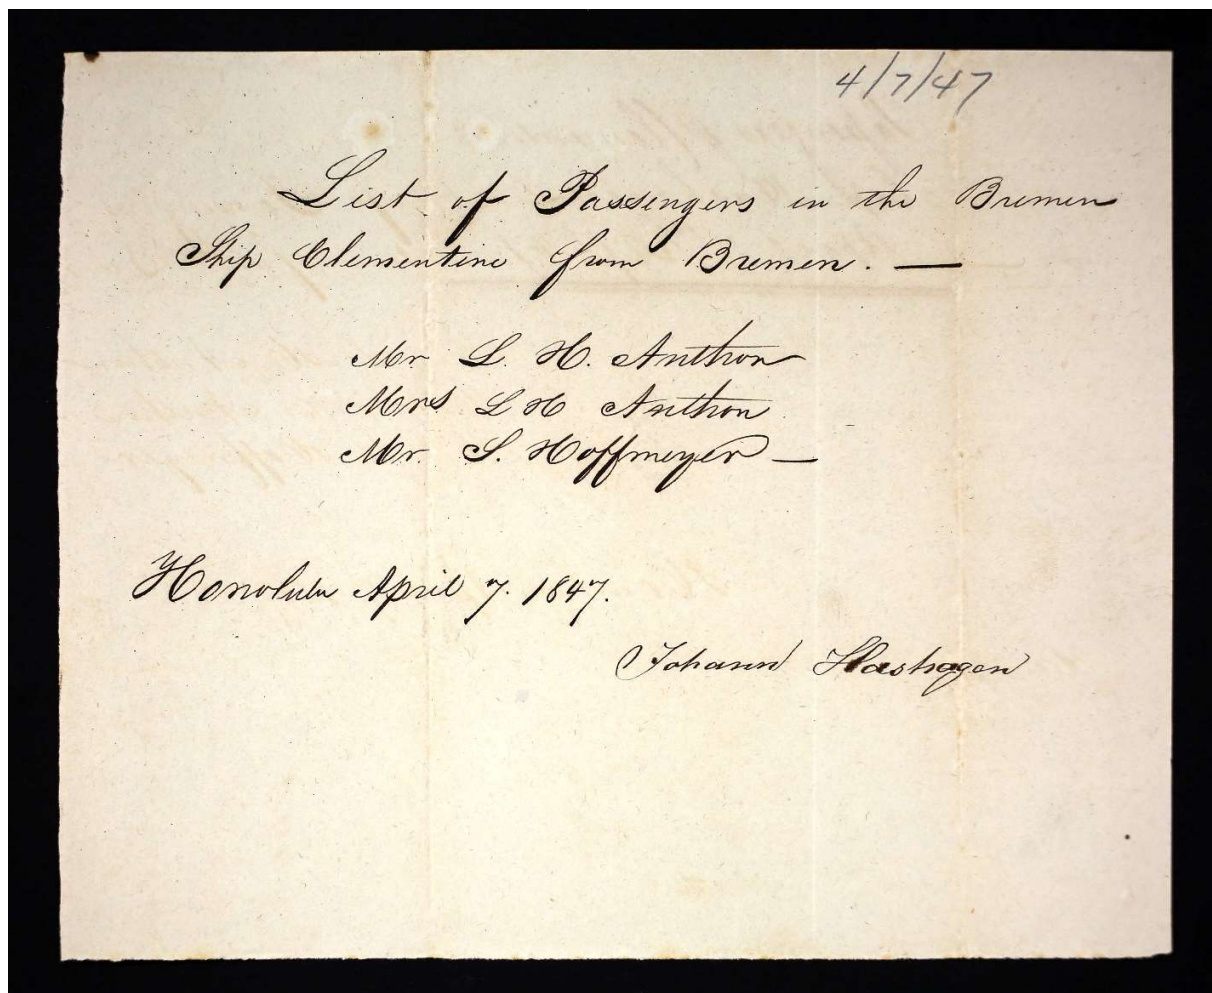 4/7/47
List of Passengers in the Bremen
Ship Clementine from Bremen. —
Mr L. H. Anthon
Mrs L H Anthon
Mr. S. Hoffmeyer —
Honolulu April 7. 1847.
Johann Hashagen